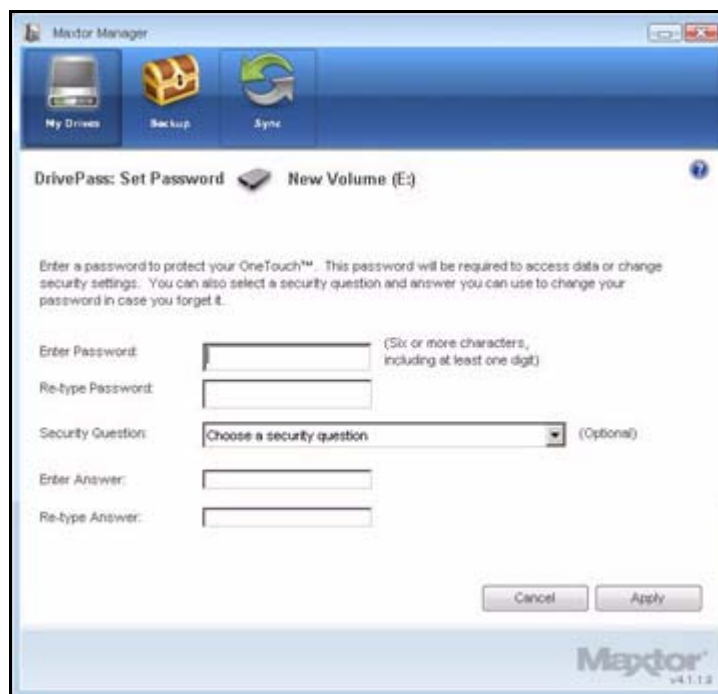 Maxtor Manager
My Drives
Backup
Sync
DrivePass: Set Password New Volume (E:)
Enter a password to protect your OneTouch™. This password will be required to access data or change
security settings. You can also select a security question and answer you can use to change your
password in case you forget it.
Enter Password:
(Six or more characters,
including at least one digit)
Re-type Password:
Security Question:
Choose a security question
(Optional)
Enter Answer:
Re-type Answer:
Cancel
Apply
Maxtor